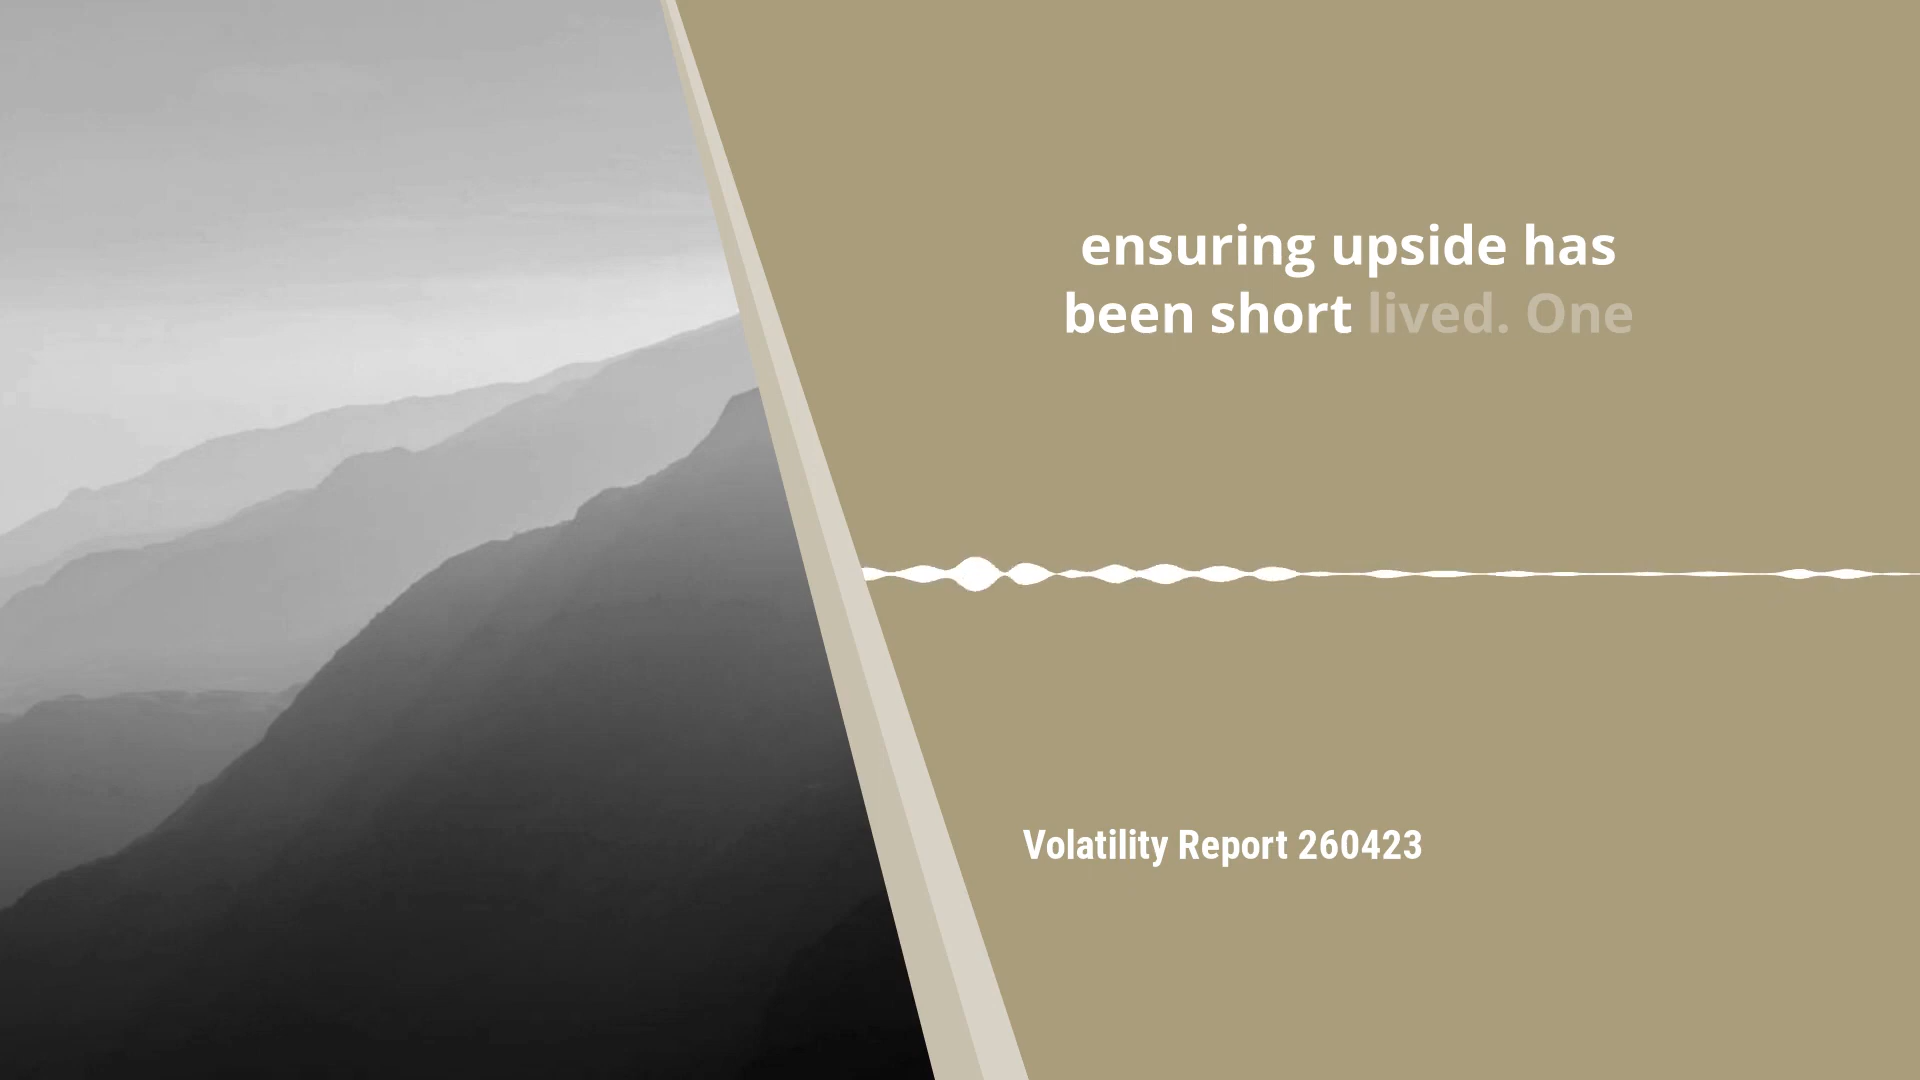 ensuring upside has
been short lived. One
Volatility Report 260423